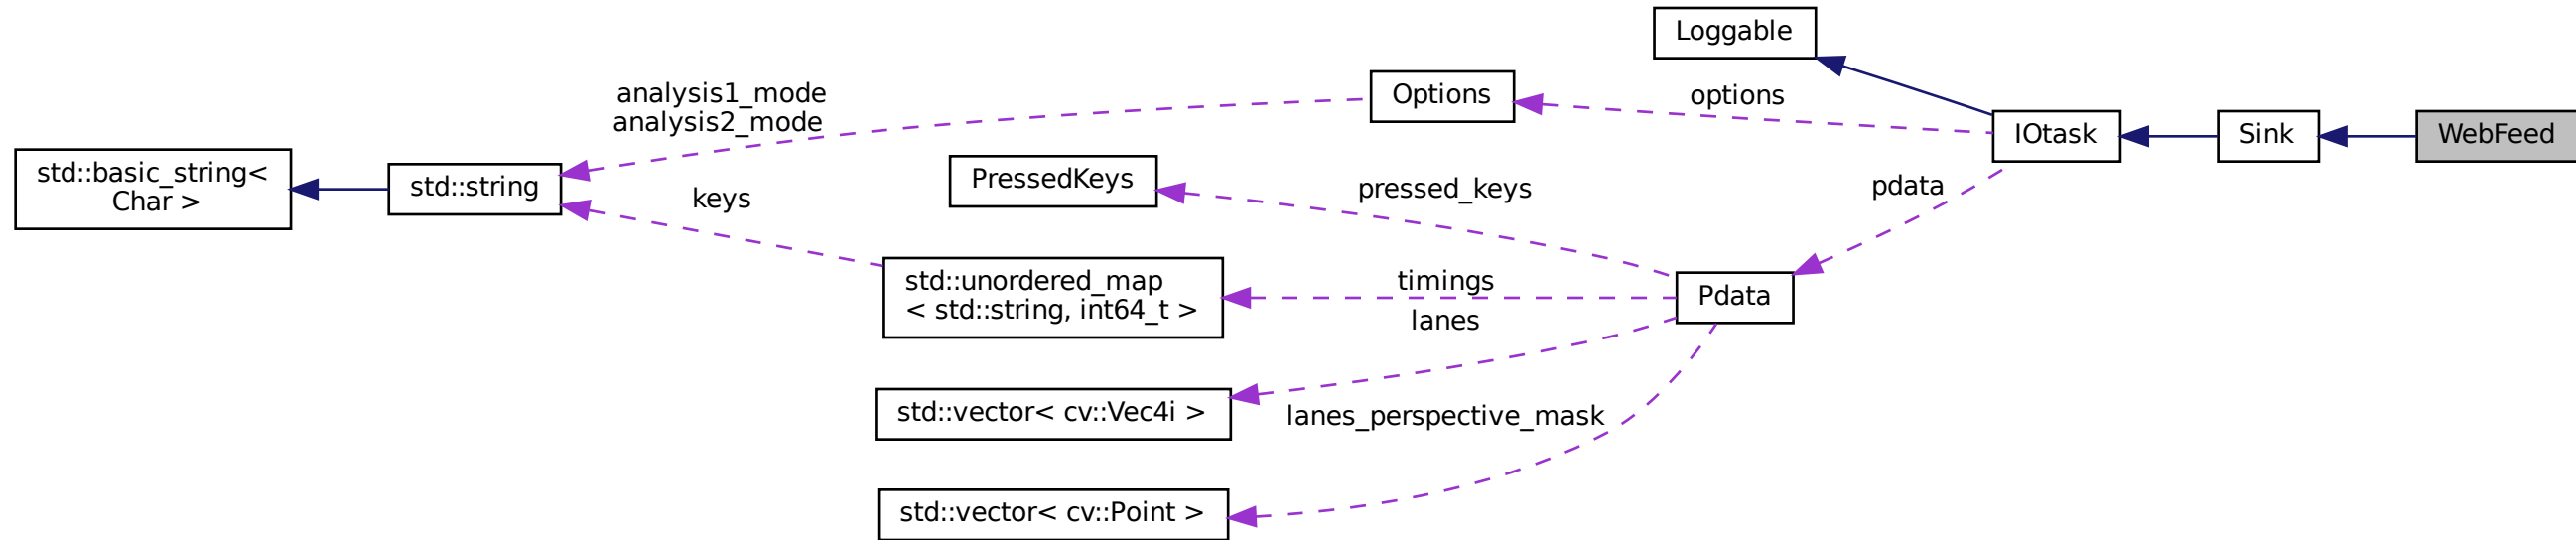 Loggable
analysis1_mode
analysis2_mode
Options
options
IOtask
Sink
WebFeed
std::basic_string<
Char >
std::string
keys
PressedKeys
pressed_keys
pdata
std::unordered_map
< std::string, int64_t >
timings
lanes
Pdata
std::vector< cv::Vec4i >
lanes_perspective_mask
std::vector< cv::Point >